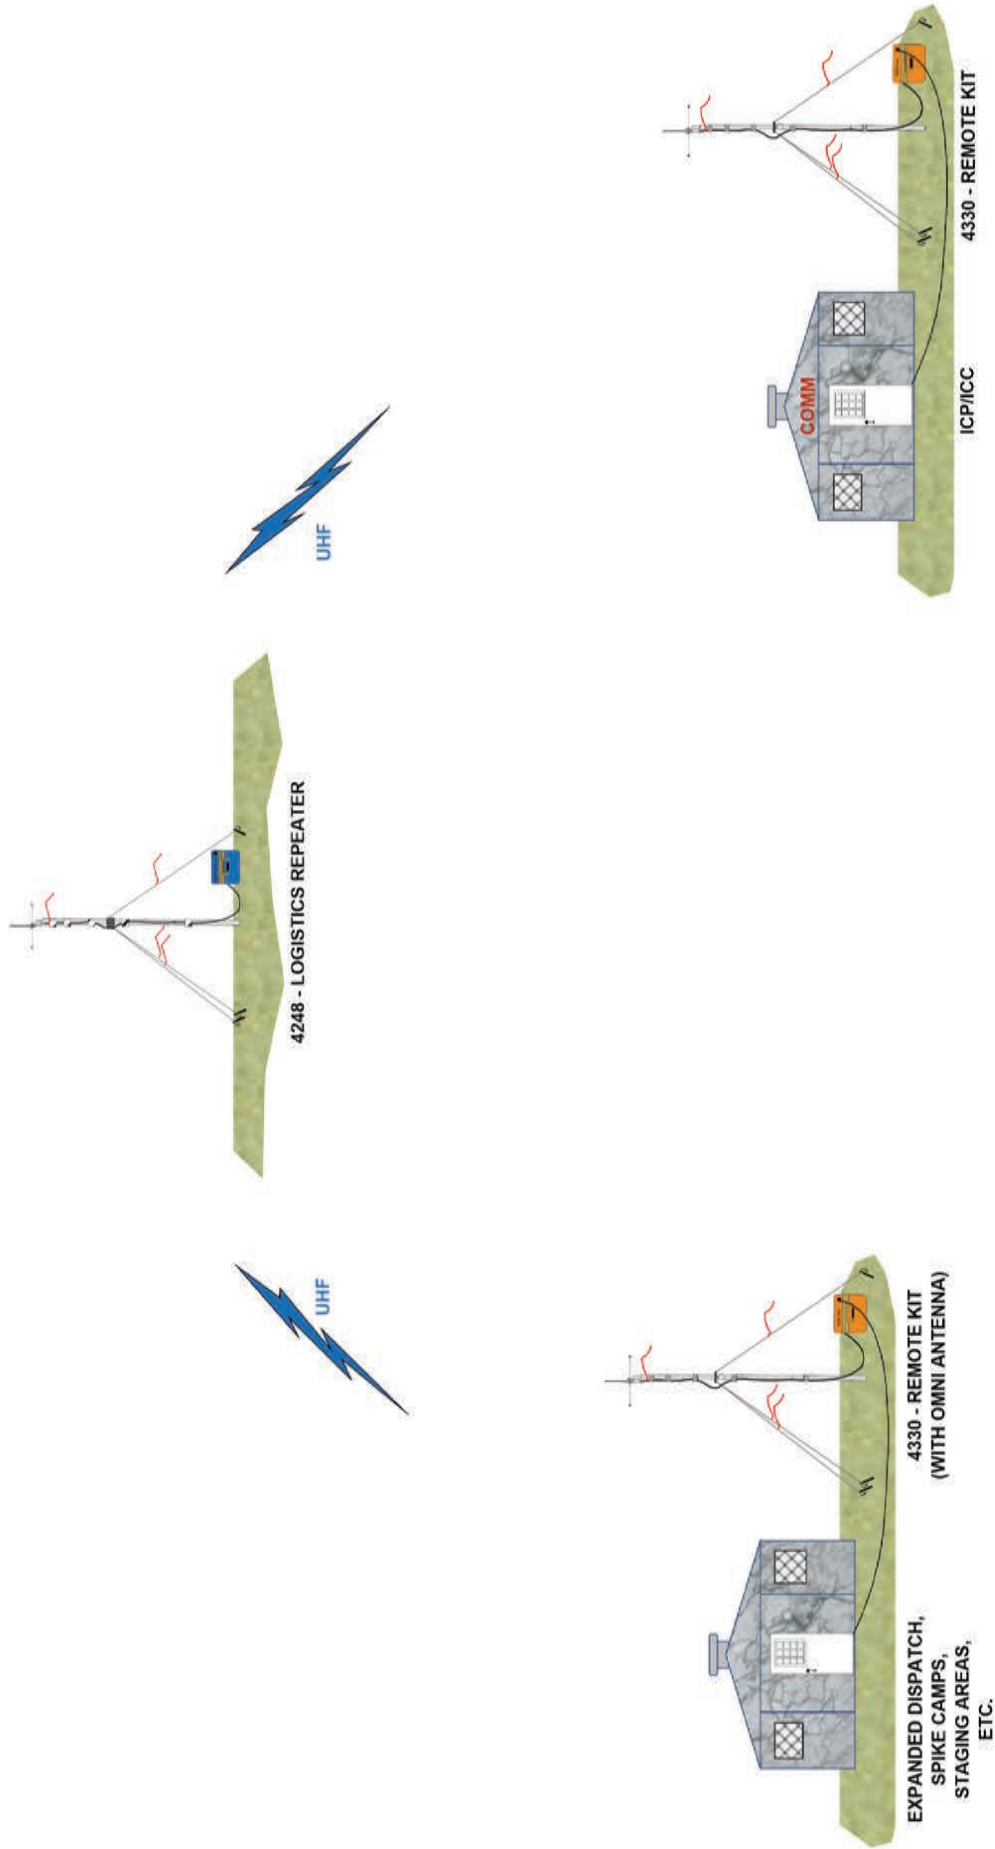 4248 - LOGISTICS REPEATER
UHF
UHF
EXPANDED DISPATCH,
SPIKE CAMPS,
STAGING AREAS,
ETC.
4330 - REMOTE KIT
(WITH OMNI ANTENNA)
COMM
ICP/ICC
4330 - REMOTE KIT